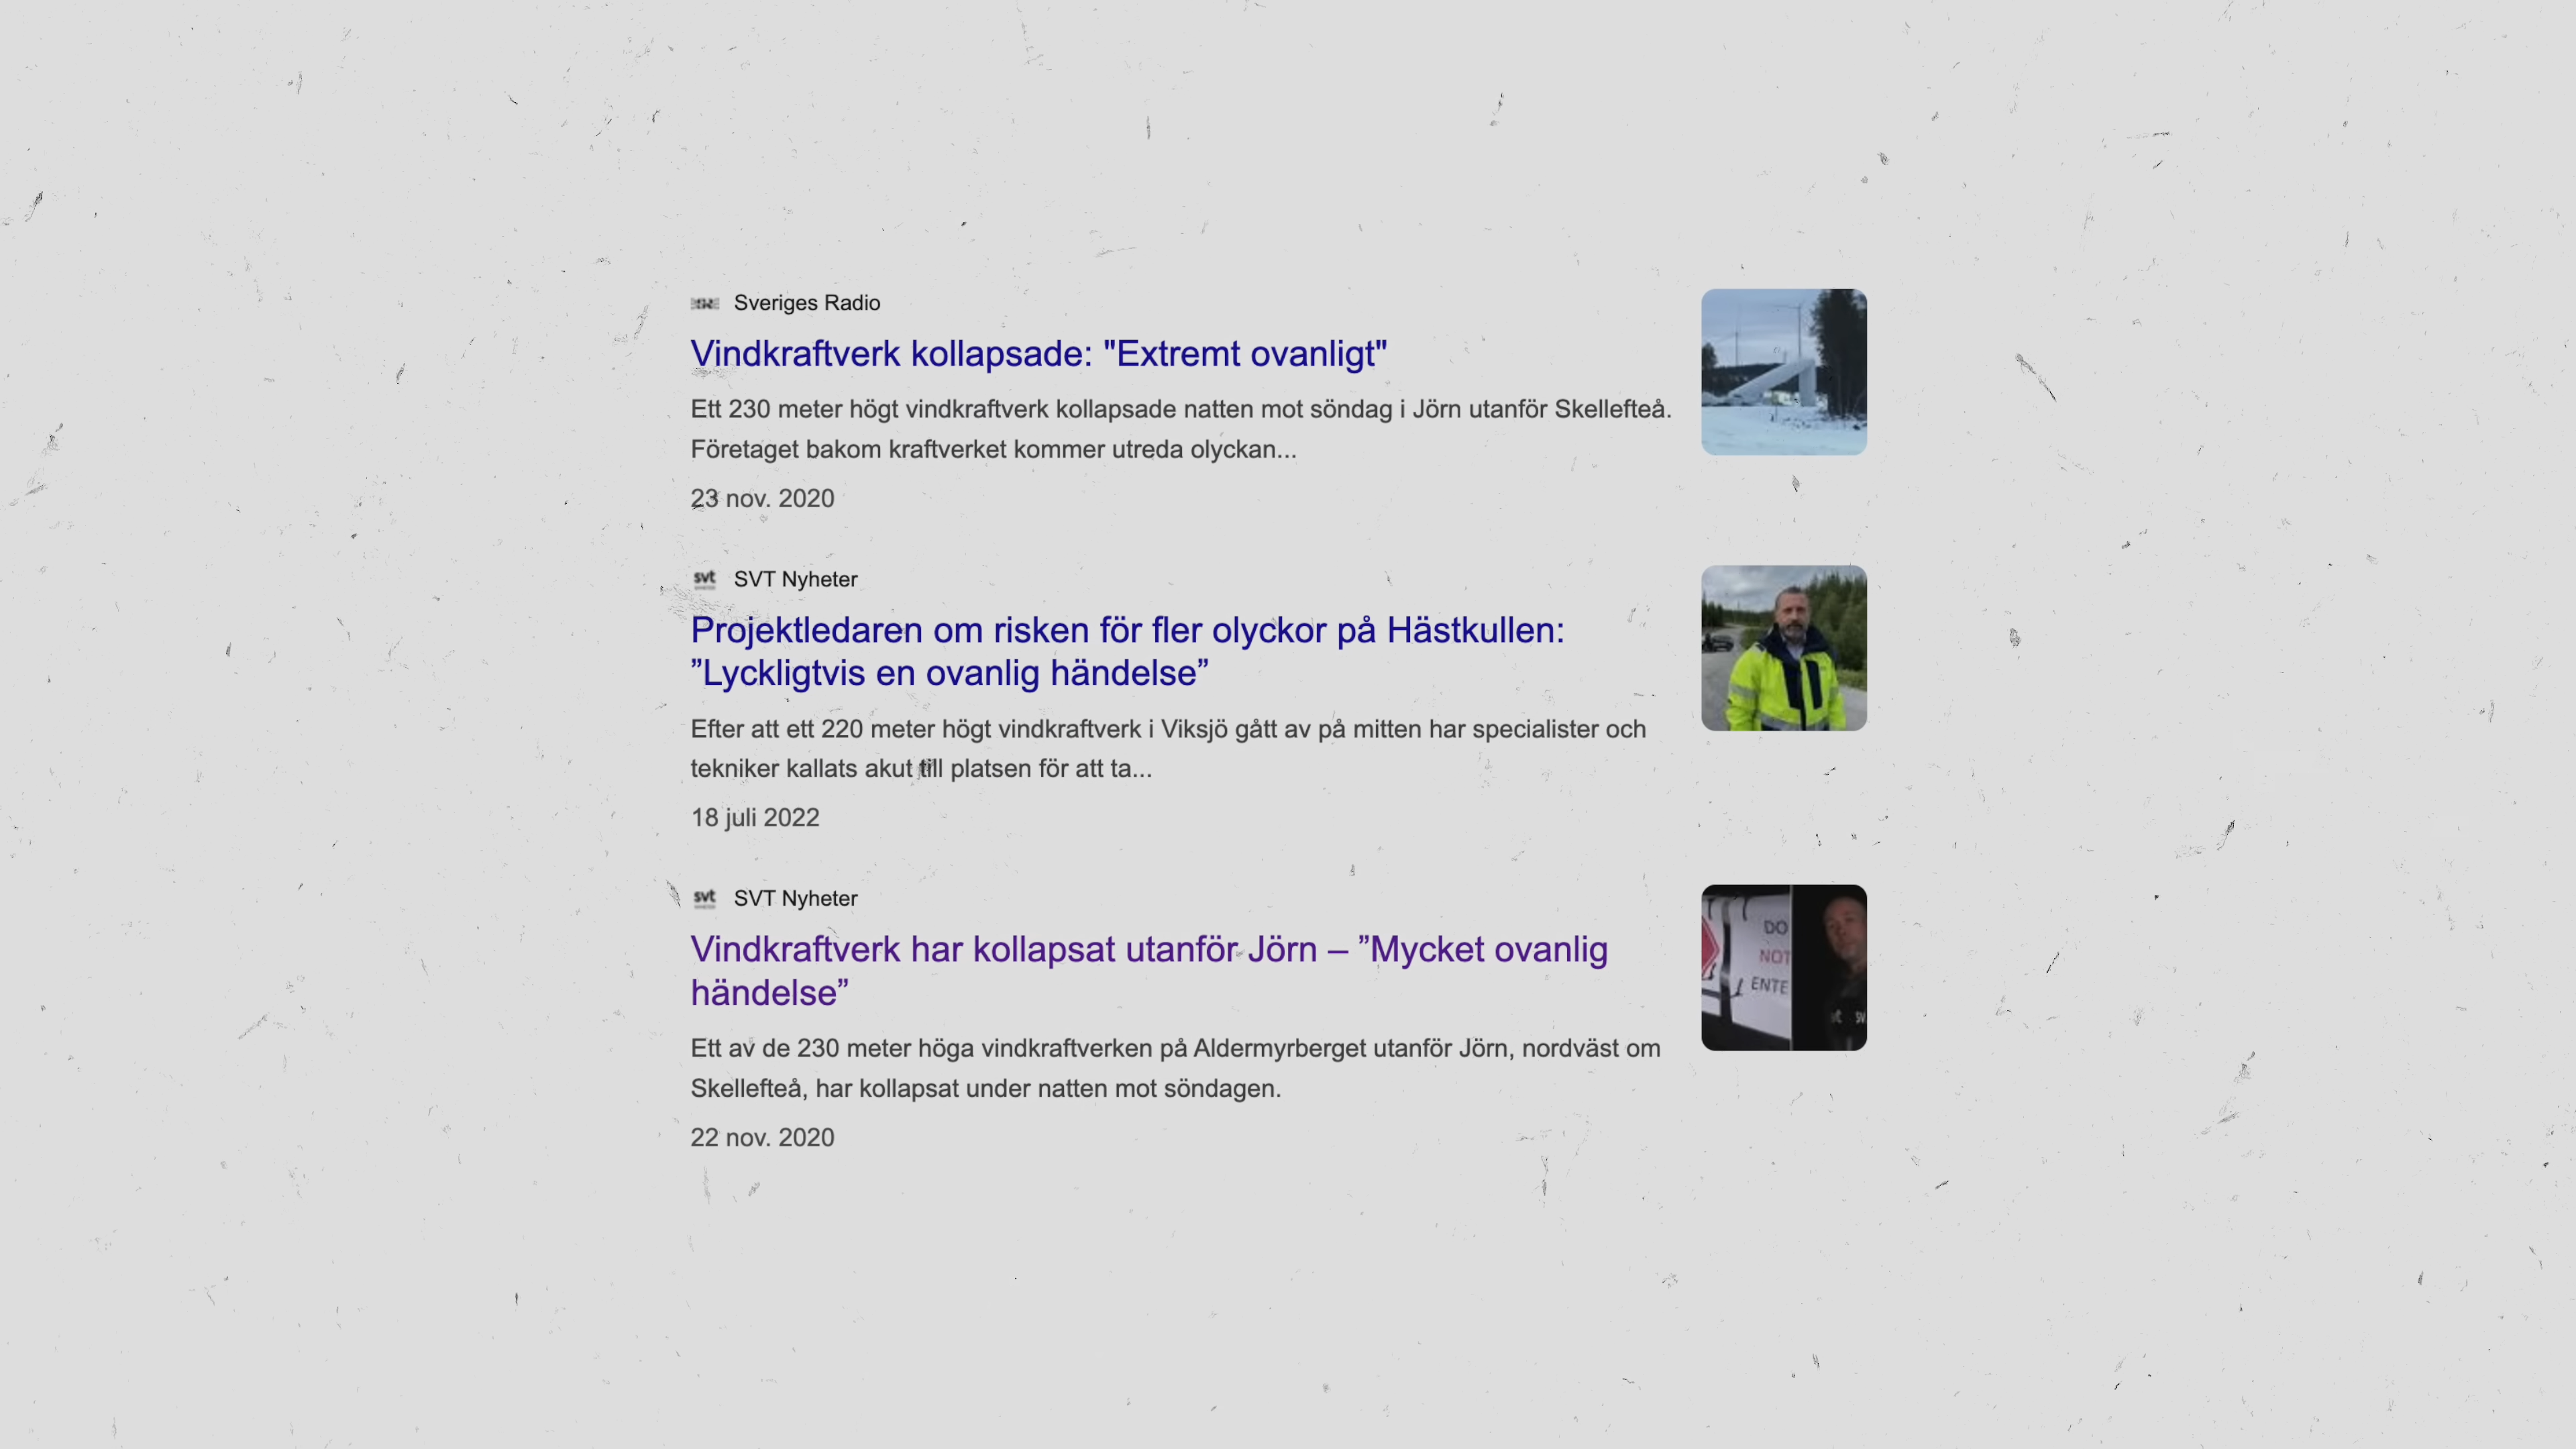 Sveriges Radio
Vindkraftverk kollapsade: "Extremt ovanligt"
Ett 230 meter högt vindkraftverk kollapsade natten mot söndag i Jörn utanför Skellefteå.
Företaget bakom kraftverket kommer utreda olyckan...
23 nov. 2020
svt SVT Nyheter
Projektledaren om risken för fler olyckor på Hästkullen:
”Lyckligtvis en ovanlig händelse”
Efter att ett 220 meter högt vindkraftverk i Viksjö gått av på mitten har specialister och
tekniker kallats akut till platsen för att ta...
18 juli 2022
svt SVT Nyheter
Vindkraftverk har kollapsat utanför Jörn – ”Mycket ovanlig
händelse”
Ett av de 230 meter höga vindkraftverken på Aldermyrberget utanför Jörn, nordväst om
Skellefteå, har kollapsat under natten mot söndagen.
22 nov. 2020
DO
NOT
ENTE